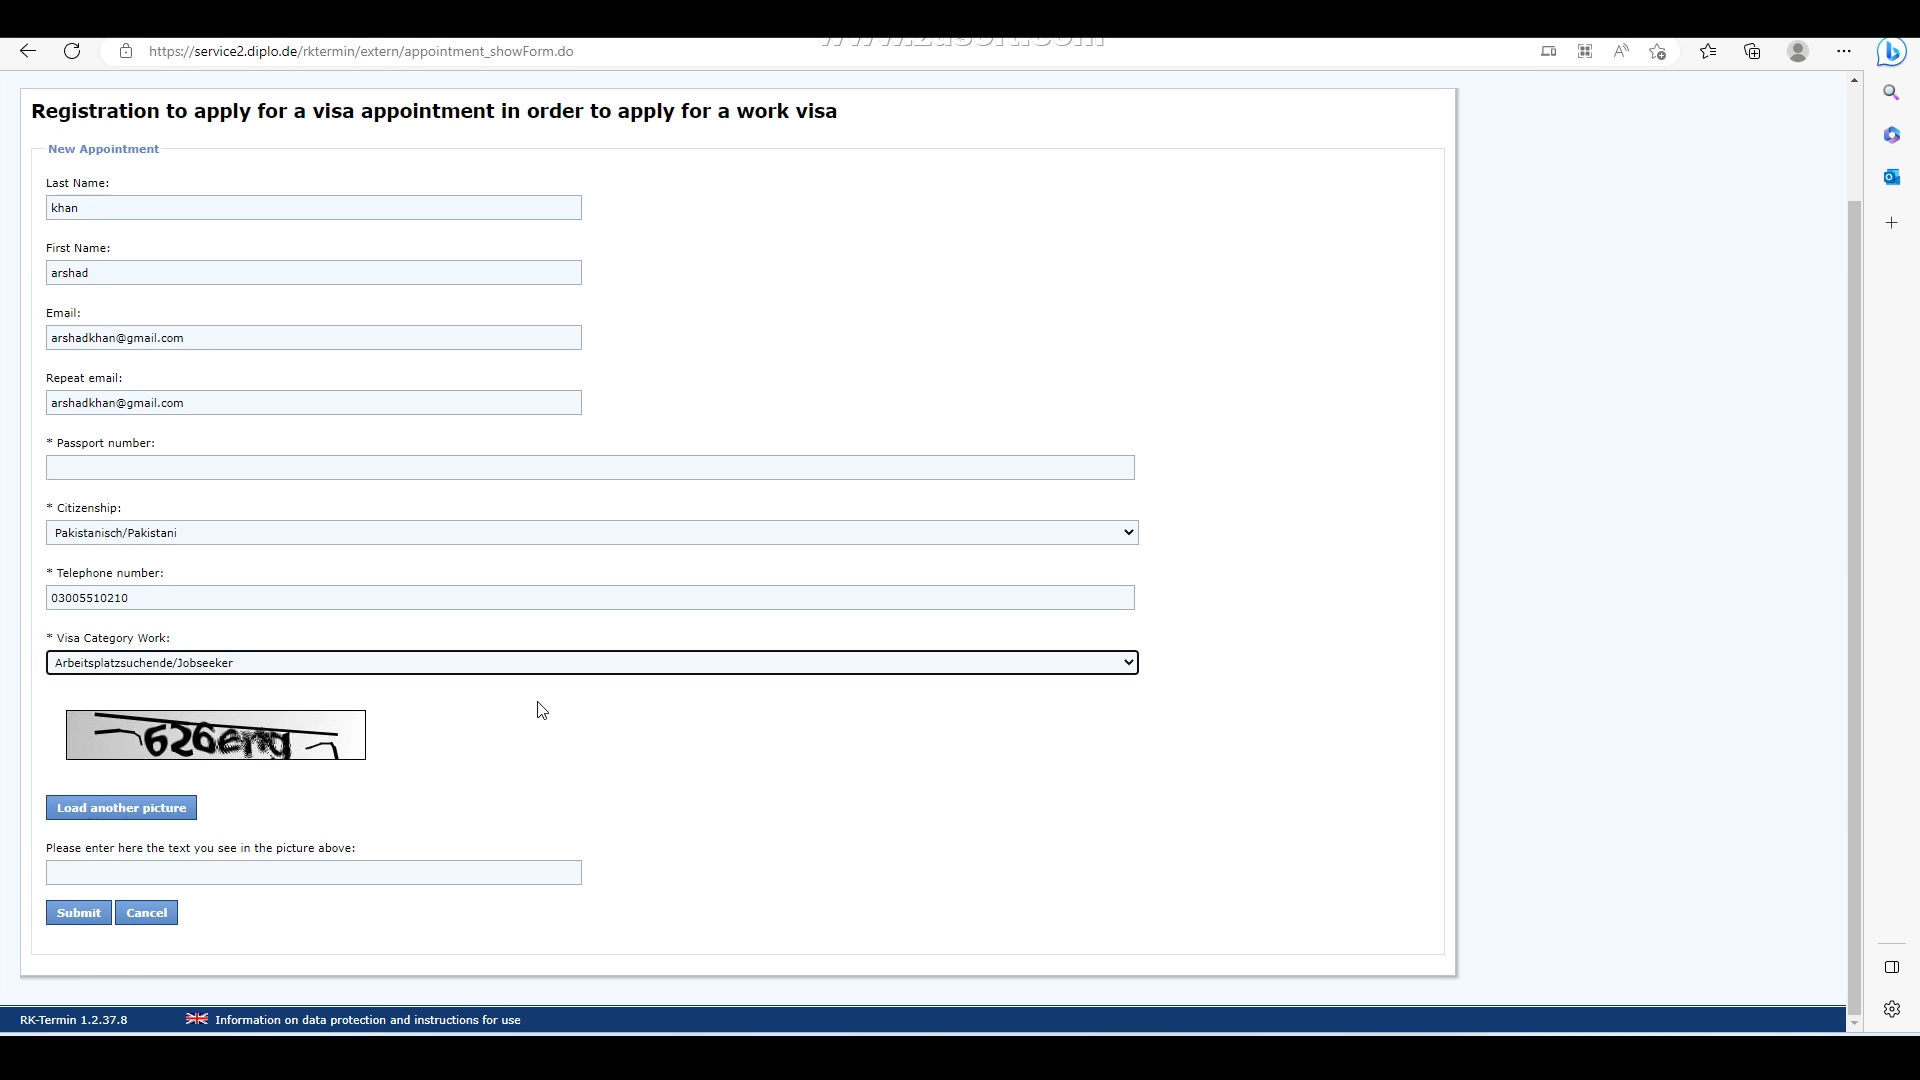 https://service2.diplo.de/rktermin/extern/appointment_showForm.do
Registration to apply for a visa appointment in order to apply for a work visa
New Appointment
Last Name:
khan
First Name:
arshad
Email:
arshadkhan@gmail.com
Repeat email:
arshadkhan@gmail.com
* Passport number:
* Citizenship:
Pakistanisch/Pakistani
* Telephone number:
03005510210
* Visa Category Work:
Arbeitsplatzsuchende/Jobseeker
Load another picture
Please enter here the text you see in the picture above:
Submit Cancel
RK-Termin 1.2.37.8 Information on data protection and instructions for use